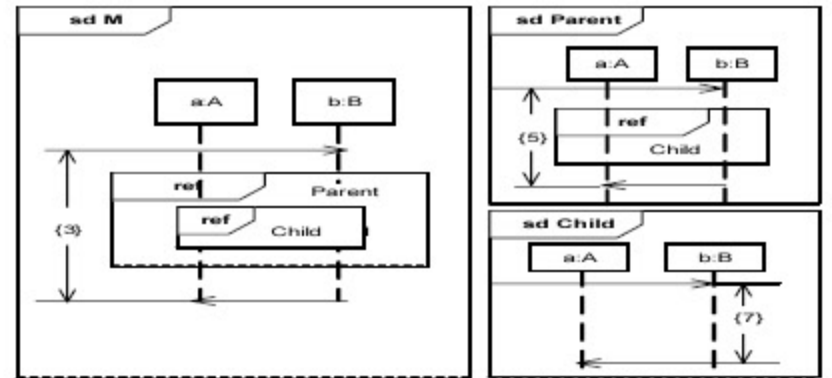 sd M
a:A
b:B
ref
Parent
ref
Child
{3}
sd Parent
a:A
b:B
ref
{5}
Child
sd Child
a:A
b:B
{7}